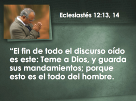 Eclesiastés 12:13, 14
“El fin de todo el discurso oído
es este: Teme a Dios, y guarda
sus mandamientos; porque
esto es el todo del hombre.